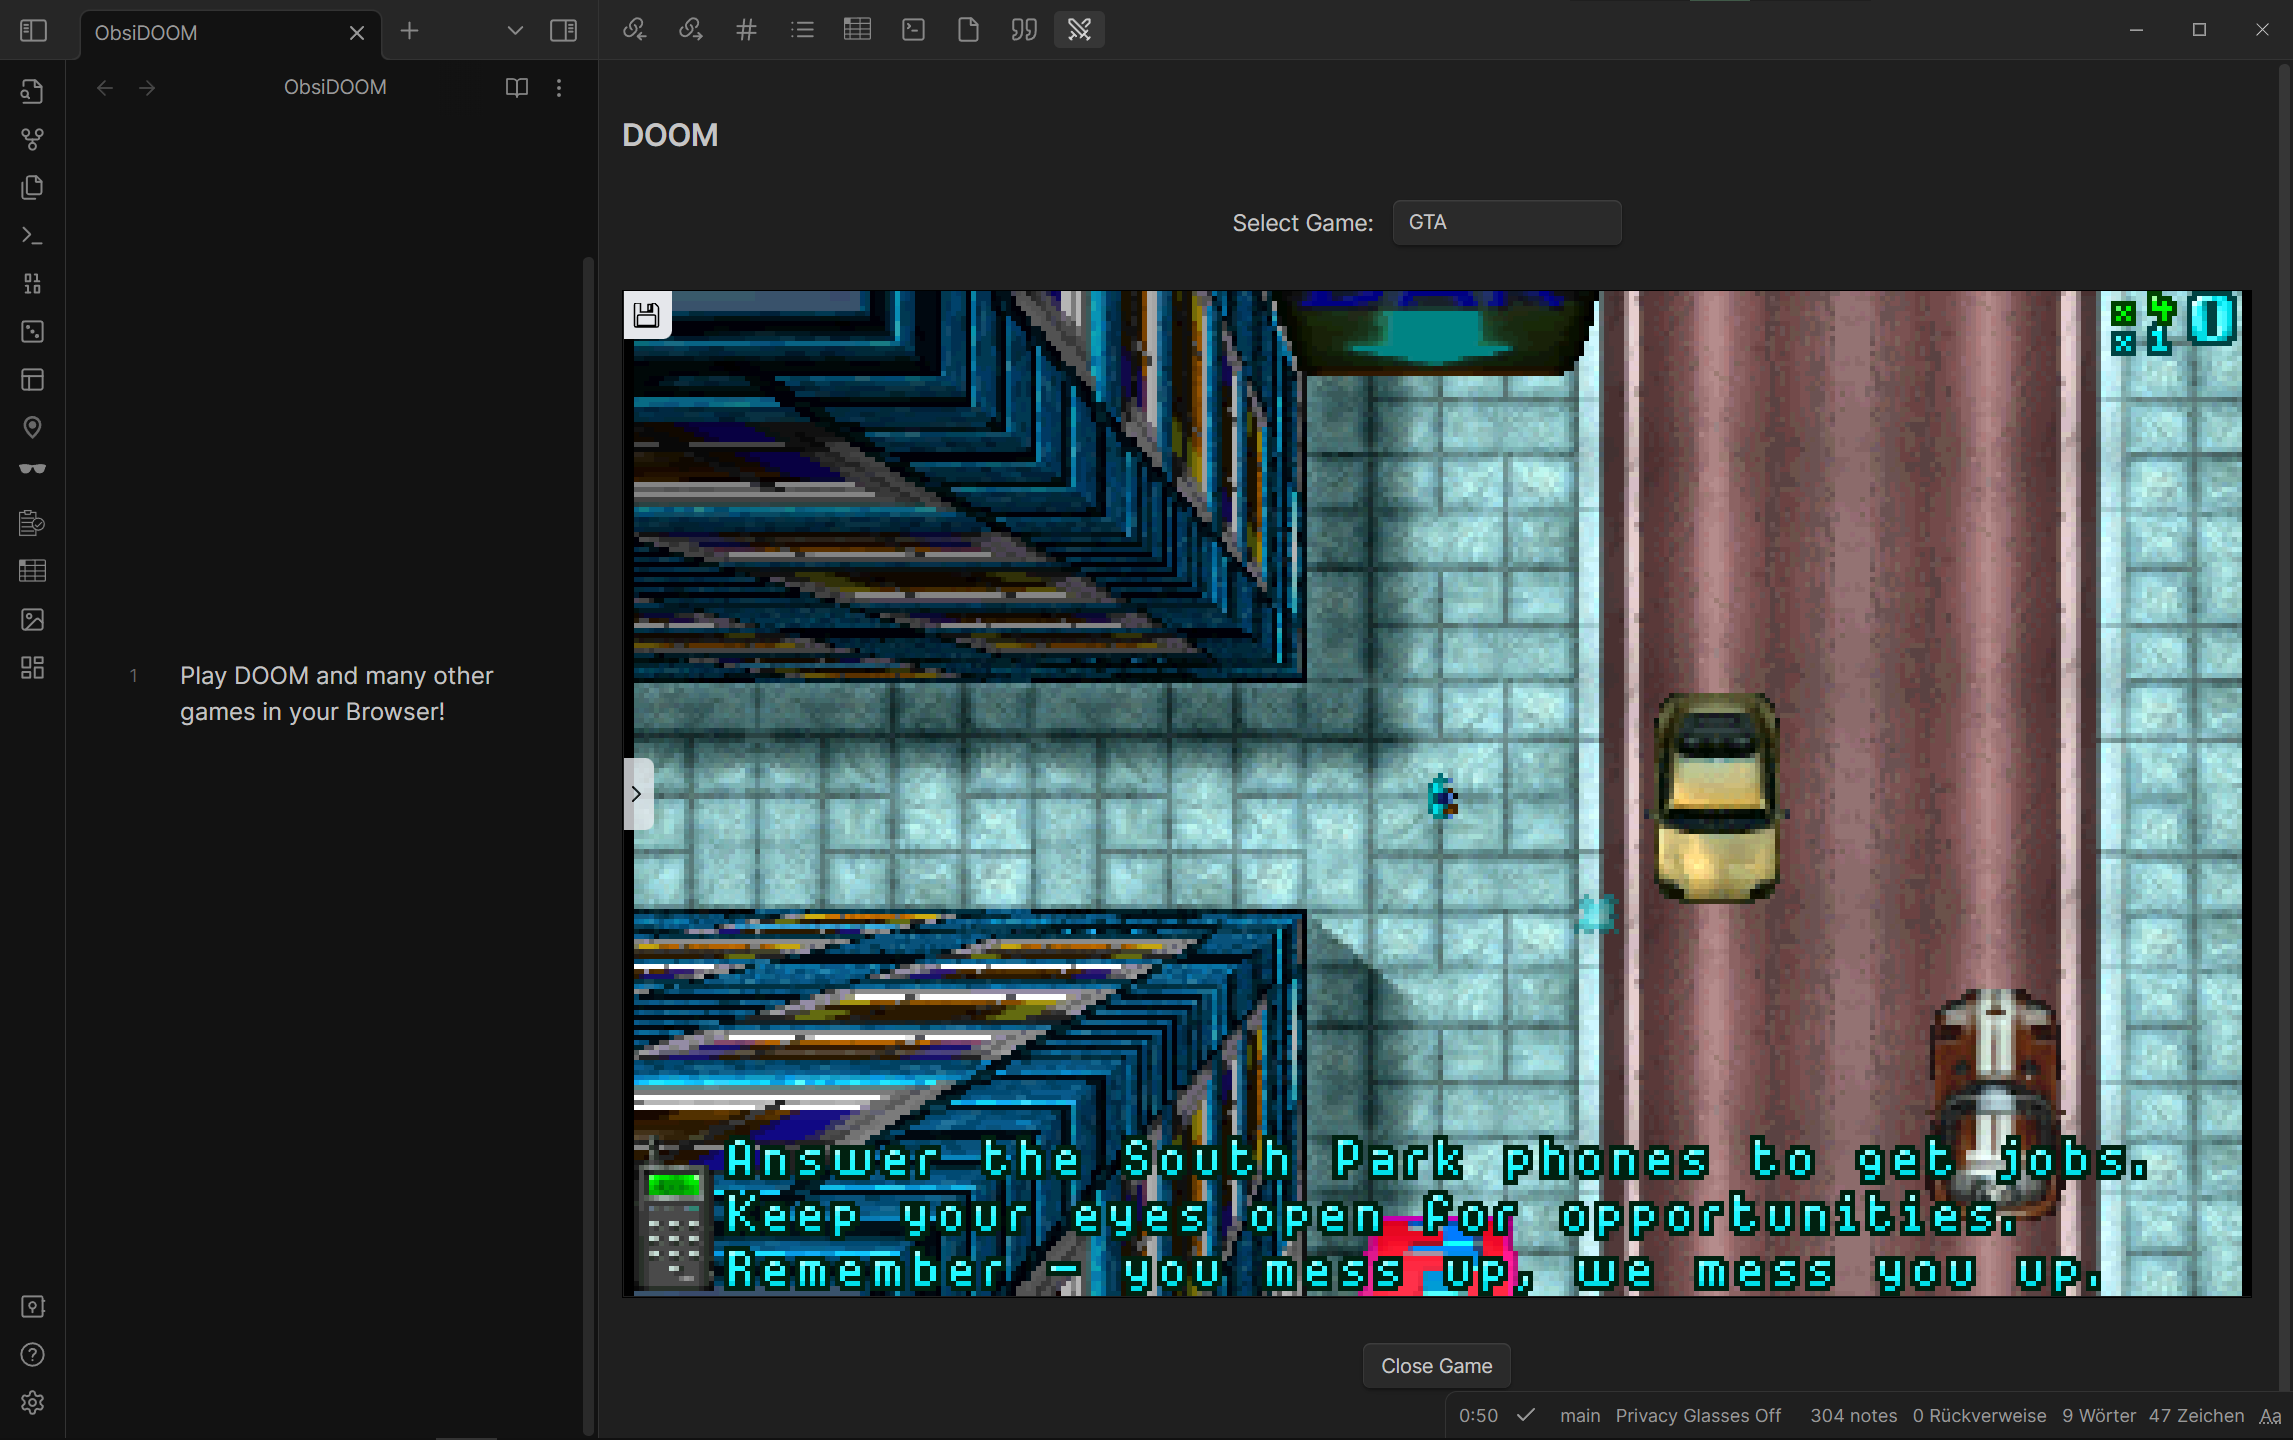 ObsiDOOM
ObsiDOOM
1 Play DOOM and many other
games in your Browser!
DOOM
Select Game: GTA
x 4 0
x 1
Answer the South Park phones to get jobs.
Keep your eyes open for opportunities.
Remember - you mess up, we mess you up.
Close Game
0:50 main Privacy Glasses Off 304 notes 0 Rückverweise 9 Wörter 47 Zeichen Aa